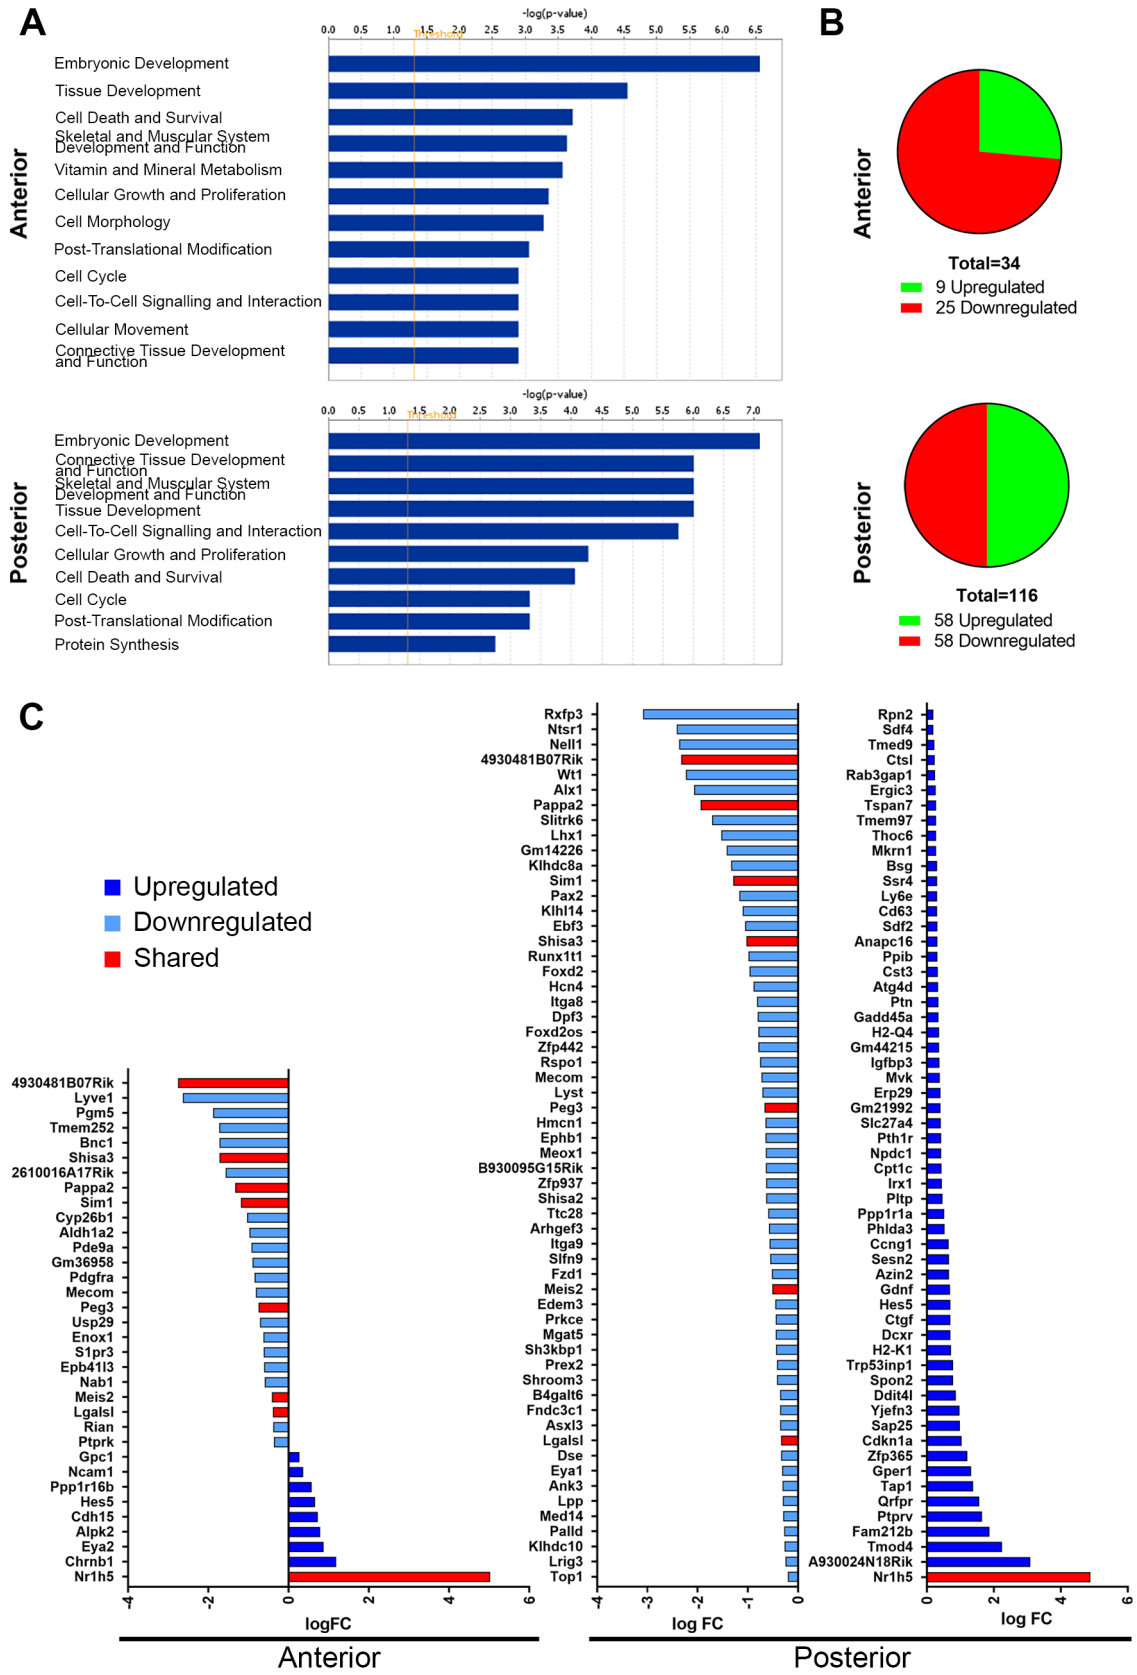 A
-log(p-value)
0.0 0.5 1.0 1.5 2.0 2.5 3.0 3.5 4.0 4.5 5.0 5.5 6.0 6.5
Threshold
Anterior
Embryonic Development
Tissue Development
Cell Death and Survival
Skeletal and Muscular System
Development and Function
Vitamin and Mineral Metabolism
Cellular Growth and Proliferation
Cell Morphology
Post-Translational Modification
Cell Cycle
Cell-To-Cell Signalling and Interaction
Cellular Movement
Connective Tissue Development
and Function
-log(p-value)
0.0 0.5 1.0 1.5 2.0 2.5 3.0 3.5 4.0 4.5 5.0 5.5 6.0 6.5 7.0
Threshold
Posterior
Embryonic Development
Connective Tissue Development
and Function
Skeletal and Muscular System
Development and Function
Tissue Development
Cell-To-Cell Signalling and Interaction
Cellular Growth and Proliferation
Cell Death and Survival
Cell Cycle
Post-Translational Modification
Protein Synthesis
B
Anterior
Total=34
9 Upregulated
25 Downregulated
Posterior
Total=116
58 Upregulated
58 Downregulated
C
Upregulated
Downregulated
Shared
4930481B07Rik
Lyve1
Pgm5
Tmem252
Bnc1
Shisa3
2610016A17Rik
Pappa2
Sim1
Cyp26b1
Aldh1a2
Pde9a
Gm36958
Pdgfra
Mecom
Peg3
Usp29
Enox1
S1pr3
Epb41l3
Nab1
Meis2
Lgalsl
Rian
Ptprk
Gpc1
Ncam1
Ppp1r16b
Hes5
Cdh15
Alpk2
Eya2
Chrnb1
Nr1h5
-4 -2 0 2 4 6
logFC
Anterior
Rxfp3
Ntsr1
Nell1
4930481B07Rik
Wt1
Alx1
Pappa2
Slitrk6
Lhx1
Gm14226
Klhdc8a
Sim1
Pax2
Klhl14
Ebf3
Shisa3
Runx1t1
Foxd2
Hcn4
Itga8
Dpf3
Foxd2os
Zfp442
Rspo1
Mecom
Lyst
Peg3
Hmcn1
Ephb1
Meox1
B930095G15Rik
Zfp937
Shisa2
Ttc28
Arhgef3
Itga9
Slfn9
Fzd1
Meis2
Edem3
Prkce
Mgat5
Sh3kbp1
Prex2
Shroom3
B4galt6
Fndc3c1
Asxl3
Lgalsl
Dse
Eya1
Ank3
Lpp
Med14
Palld
Klhdc10
Lrig3
Top1
-4 -3 -2 -1 0
log FC
Rpn2
Sdf4
Tmed9
Ctsl
Rab3gap1
Ergic3
Tspan7
Tmem97
Thoc6
Mkrn1
Bsg
Ssr4
Ly6e
Cd63
Sdf2
Anapc16
Ppib
Cst3
Atg4d
Ptn
Gadd45a
H2-Q4
Gm44215
Igfbp3
Mvk
Erp29
Gm21992
Slc27a4
Pth1r
Npdc1
Cpt1c
Irx1
Pltp
Ppp1r1a
Phlda3
Ccng1
Sesn2
Azin2
Gdnf
Hes5
Ctgf
Dcxr
H2-K1
Trp53inp1
Spon2
Ddit4l
Yjefn3
Sap25
Cdkn1a
Zfp365
Gper1
Tap1
Qrfpr
Ptprv
Fam212b
Tmod4
A930024N18Rik
Nr1h5
0 2 4 6
log FC
Posterior